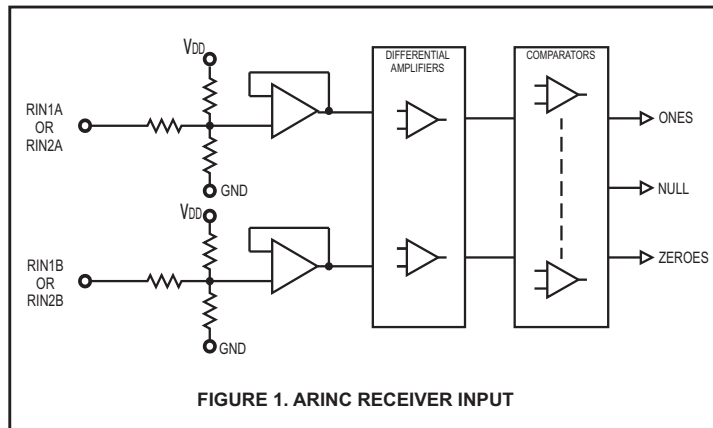 VDD
DIFFERENTIAL
AMPLIFIERS
COMPARATORS
RIN1A
OR
RIN2A
ONES
GND
NULL
VDD
RIN1B
OR
RIN2B
ZEROES
GND
FIGURE 1. ARINC RECEIVER INPUT